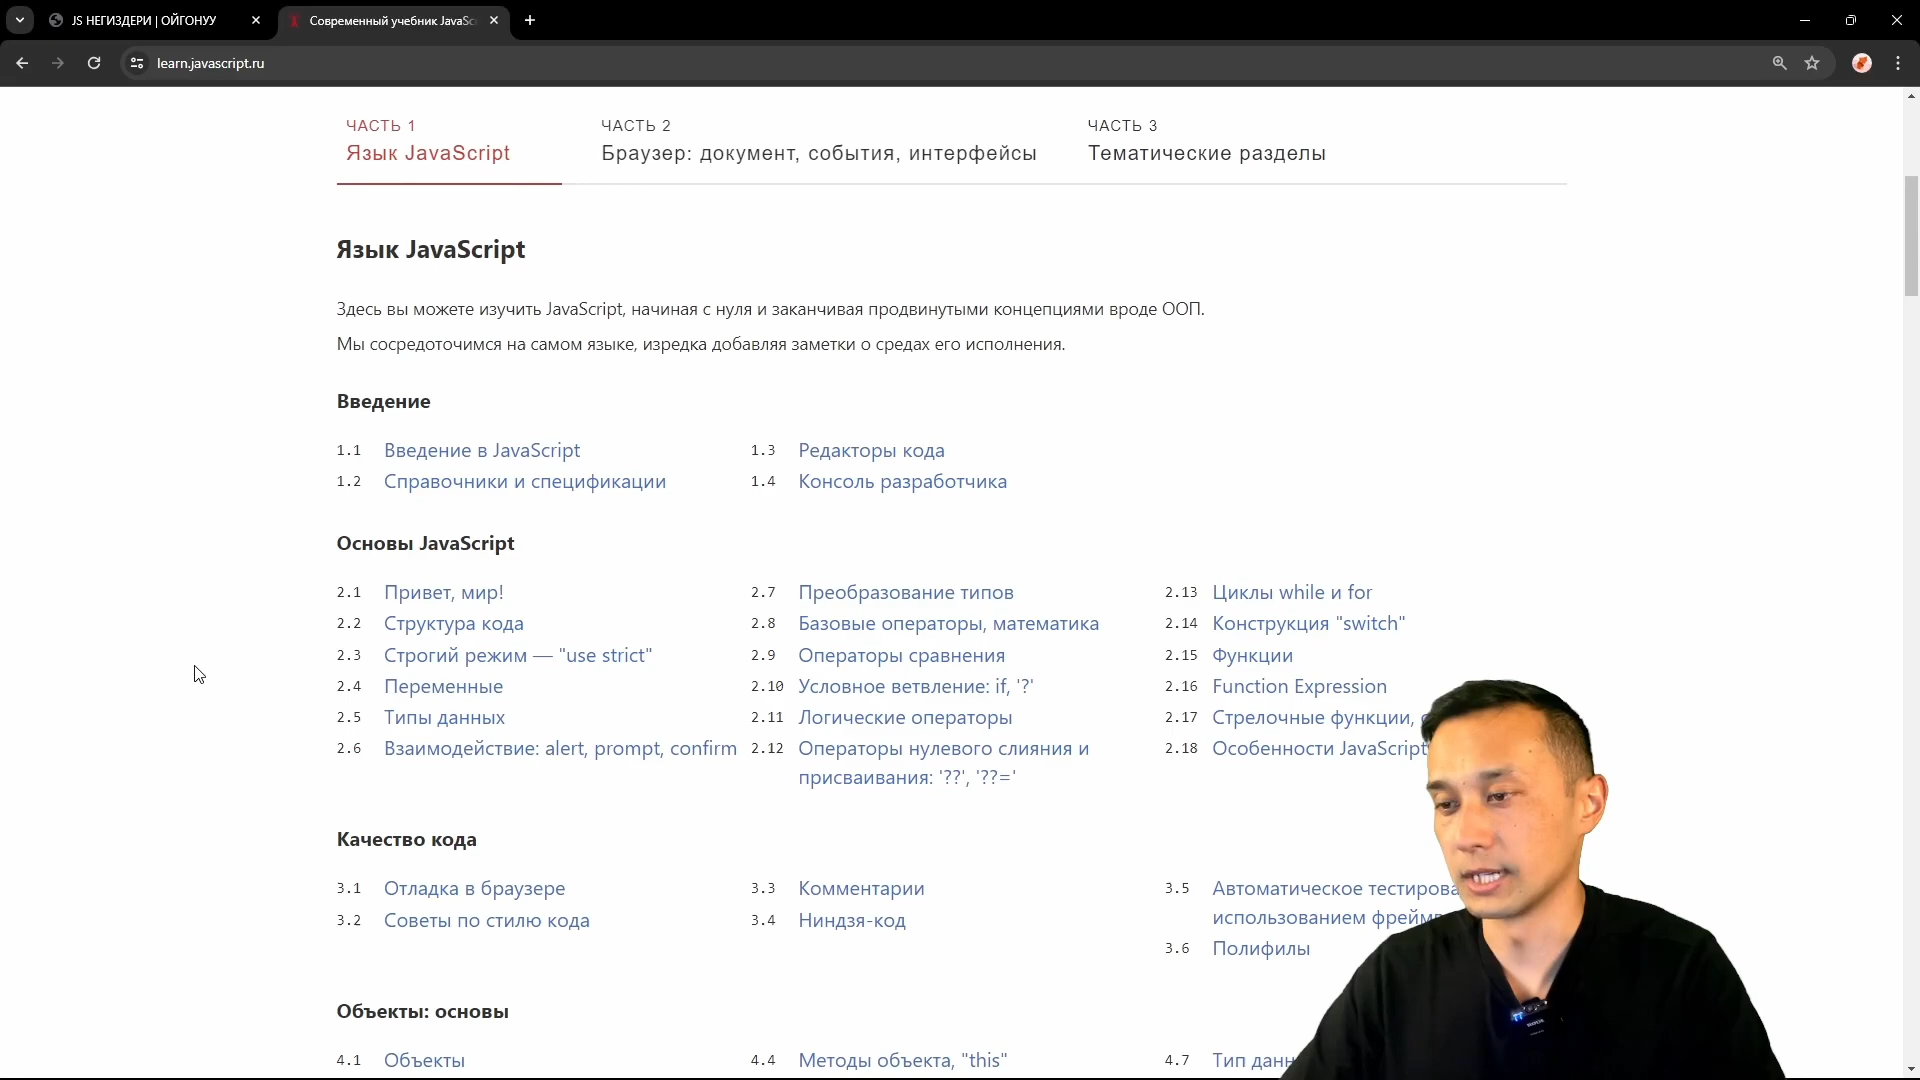 JS НЕГИЗДЕРИ | ОЙГОНУУ
Современный учебник JavaSc
learn.javascript.ru
ЧАСТЬ 1
Язык JavaScript
ЧАСТЬ 2
Браузер: документ, события, интерфейсы
ЧАСТЬ 3
Тематические разделы
Язык JavaScript
Здесь вы можете изучить JavaScript, начиная с нуля и заканчивая продвинутыми концепциями вроде ООП.
Мы сосредоточимся на самом языке, изредка добавляя заметки о средах его исполнения.
Введение
1.1 Введение в JavaScript
1.2 Справочники и спецификации
1.3 Редакторы кода
1.4 Консоль разработчика
Основы JavaScript
2.1 Привет, мир!
2.2 Структура кода
2.3 Строгий режим — "use strict"
2.4 Переменные
2.5 Типы данных
2.6 Взаимодействие: alert, prompt, confirm
2.7 Преобразование типов
2.8 Базовые операторы, математика
2.9 Операторы сравнения
2.10 Условное ветвление: if, '?'
2.11 Логические операторы
2.12 Операторы нулевого слияния и
присваивания: '??', '??='
2.13 Циклы while и for
2.14 Конструкция "switch"
2.15 Функции
2.16 Function Expression
2.17 Стрелочные функции,
2.18 Особенности JavaScript
Качество кода
3.1 Отладка в браузере
3.2 Советы по стилю кода
3.3 Комментарии
3.4 Ниндзя-код
3.5 Автоматическое тестирова
использованием фреймв
3.6 Полифилы
Объекты: основы
4.1 Объекты
4.4 Методы объекта, "this"
4.7 Тип данн